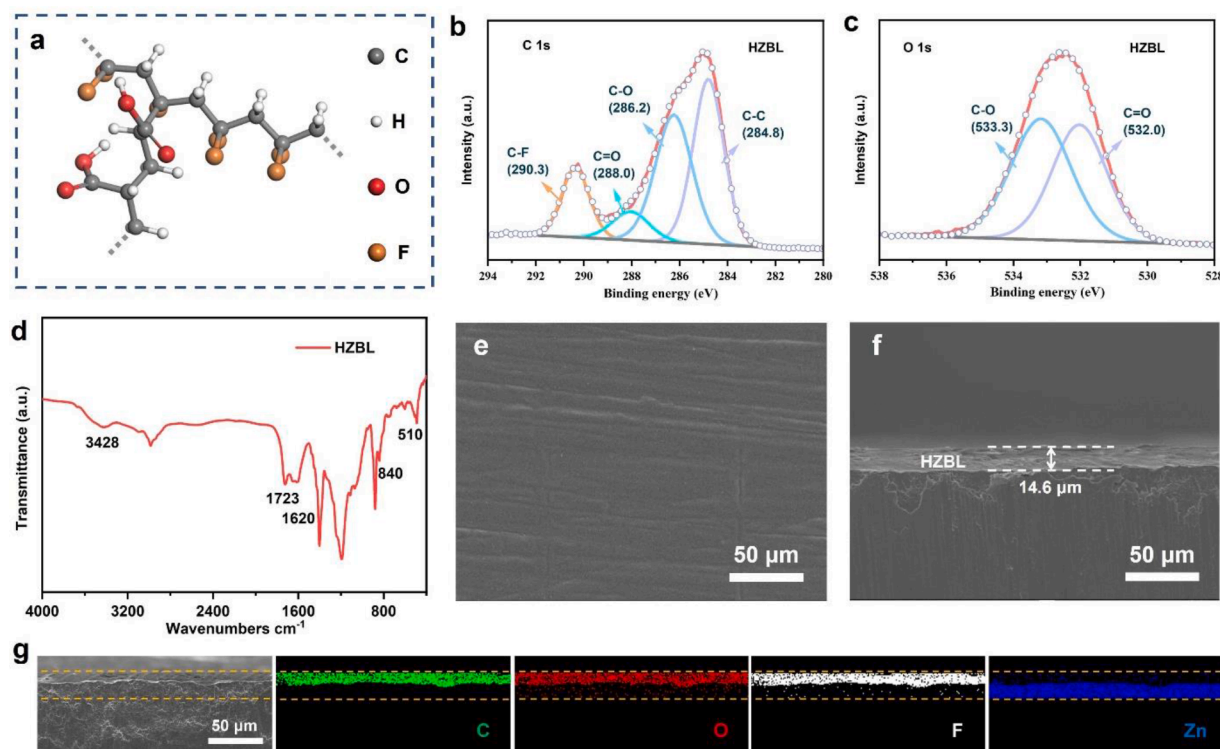 a
C
H
O
F
b
C 1s
HZBL
C-O
(286.2)
C-C
(284.8)
C=O
(288.0)
C-F
(290.3)
Intensity (a.u.)
294 292 290 288 286 284 282 280
Binding energy (eV)
c
O 1s
HZBL
C-O
(533.3)
C=O
(532.0)
Intensity (a.u.)
538 536 534 532 530 528
Binding energy (eV)
d
HZBL
3428
1723
1620
840
510
Transmittance (a.u.)
4000 3200 2400 1600 800
Wavenumbers cm⁻¹
e
50 μm
f
HZBL
14.6 μm
50 μm
g
50 μm
C
O
F
Zn